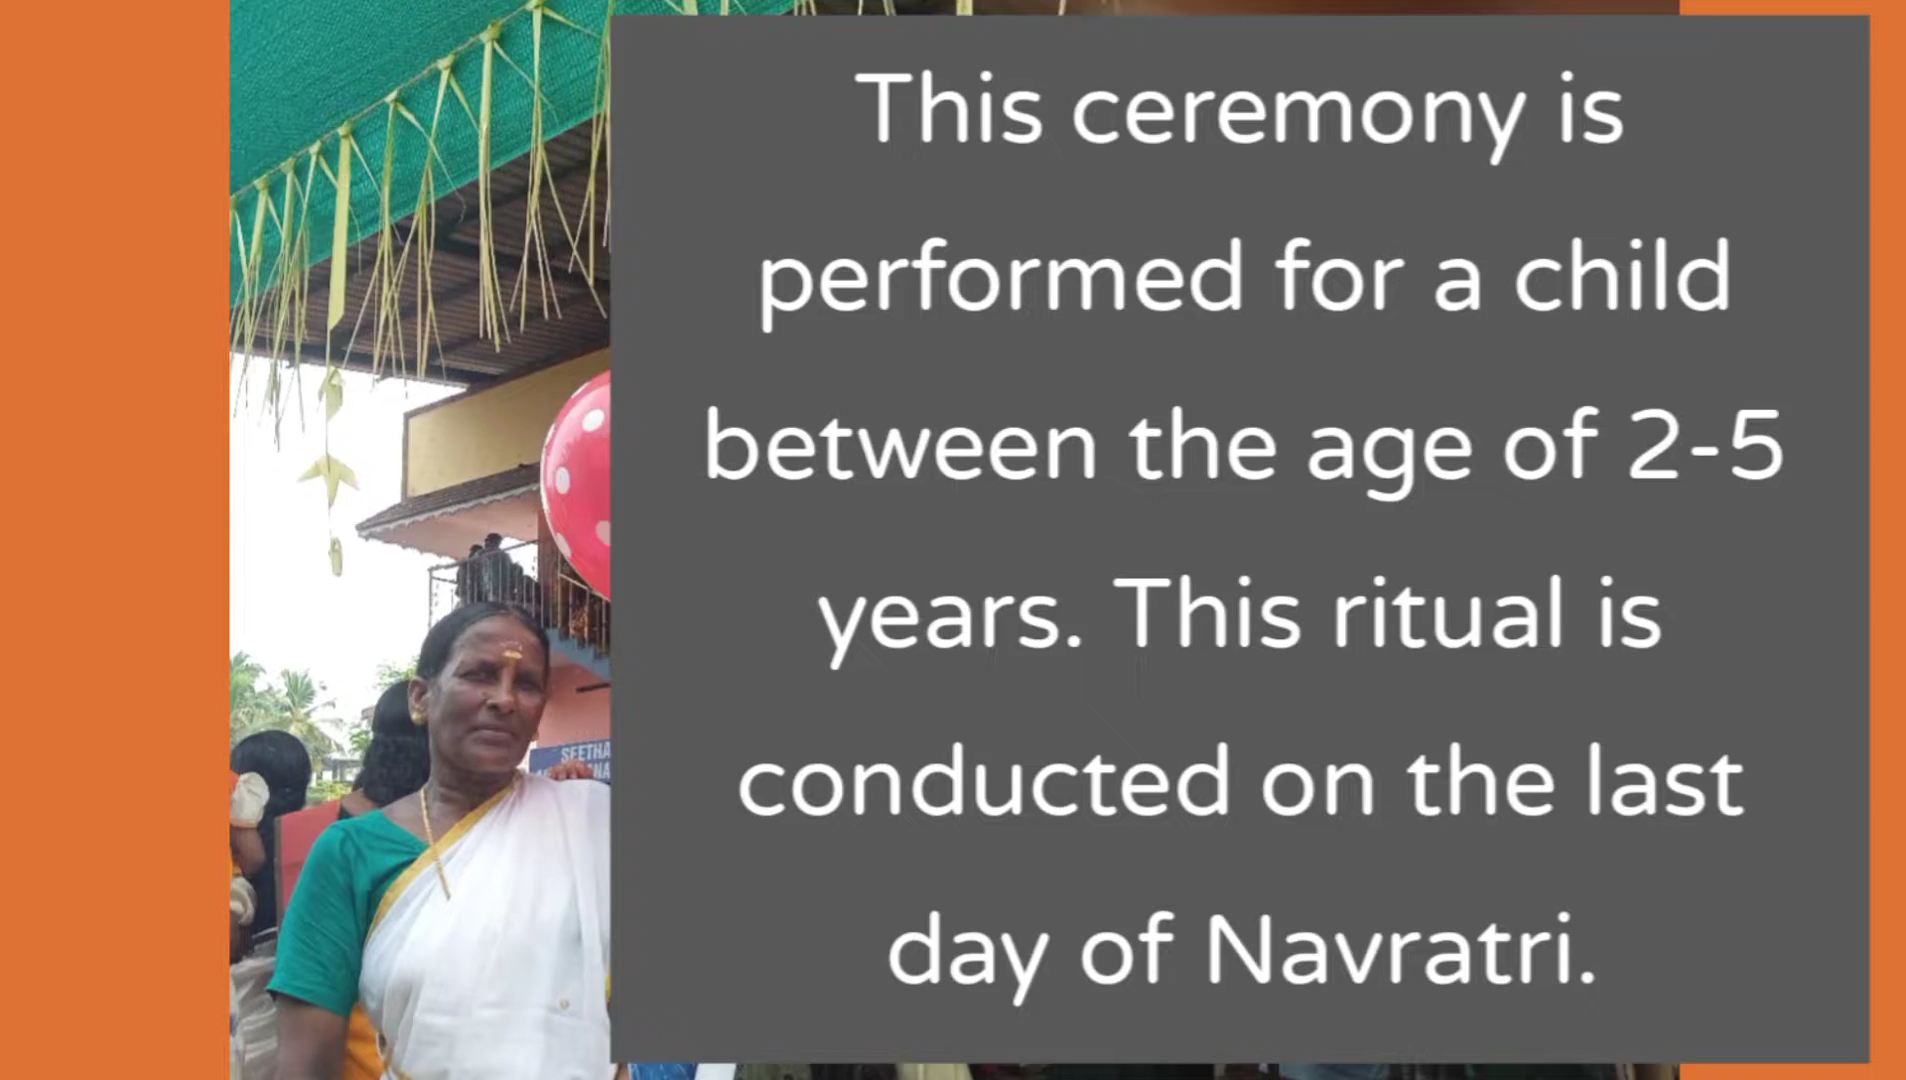 This ceremony is
performed for a child
between the age of 2-5
years. This ritual is
conducted on the last
day of Navratri.
SEETHA